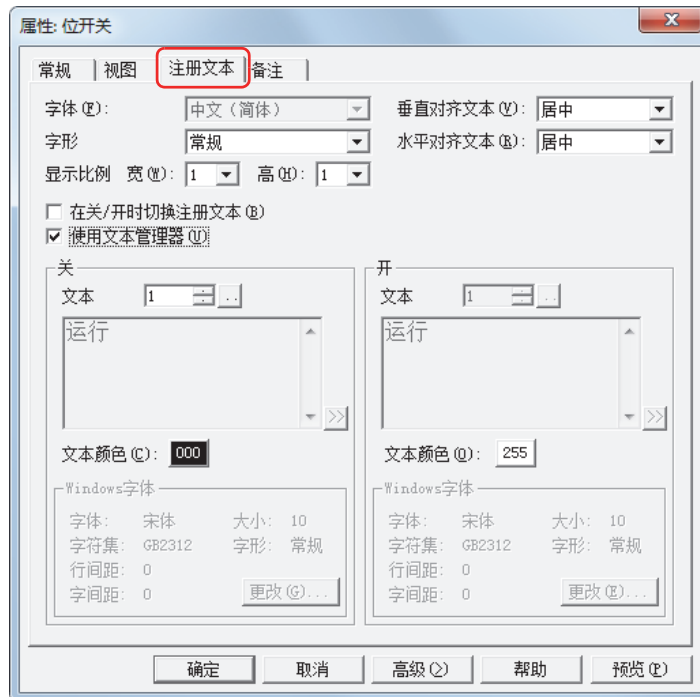 属性: 位开关
常规 视图 注册文本 备注
字体(F): 中文（简体） 垂直对齐文本(V): 居中
字形 常规 水平对齐文本(R): 居中
显示比例 宽(W): 1 高(H): 1
在关/开时切换注册文本(B)
使用文本管理器(U)
关 开
文本 1 .. 文本 1 ..
运行 运行
>> >>
文本颜色(C): 000 文本颜色(O): 255
Windows字体 Windows字体
字体: 宋体 大小: 10 字体: 宋体 大小: 10
字符集: GB2312 字形: 常规 字符集: GB2312 字形: 常规
行间距: 0 行间距: 0
字间距: 0 更改(G)... 字间距: 0 更改(E)...
确定 取消 高级(>) 帮助 预览(P)